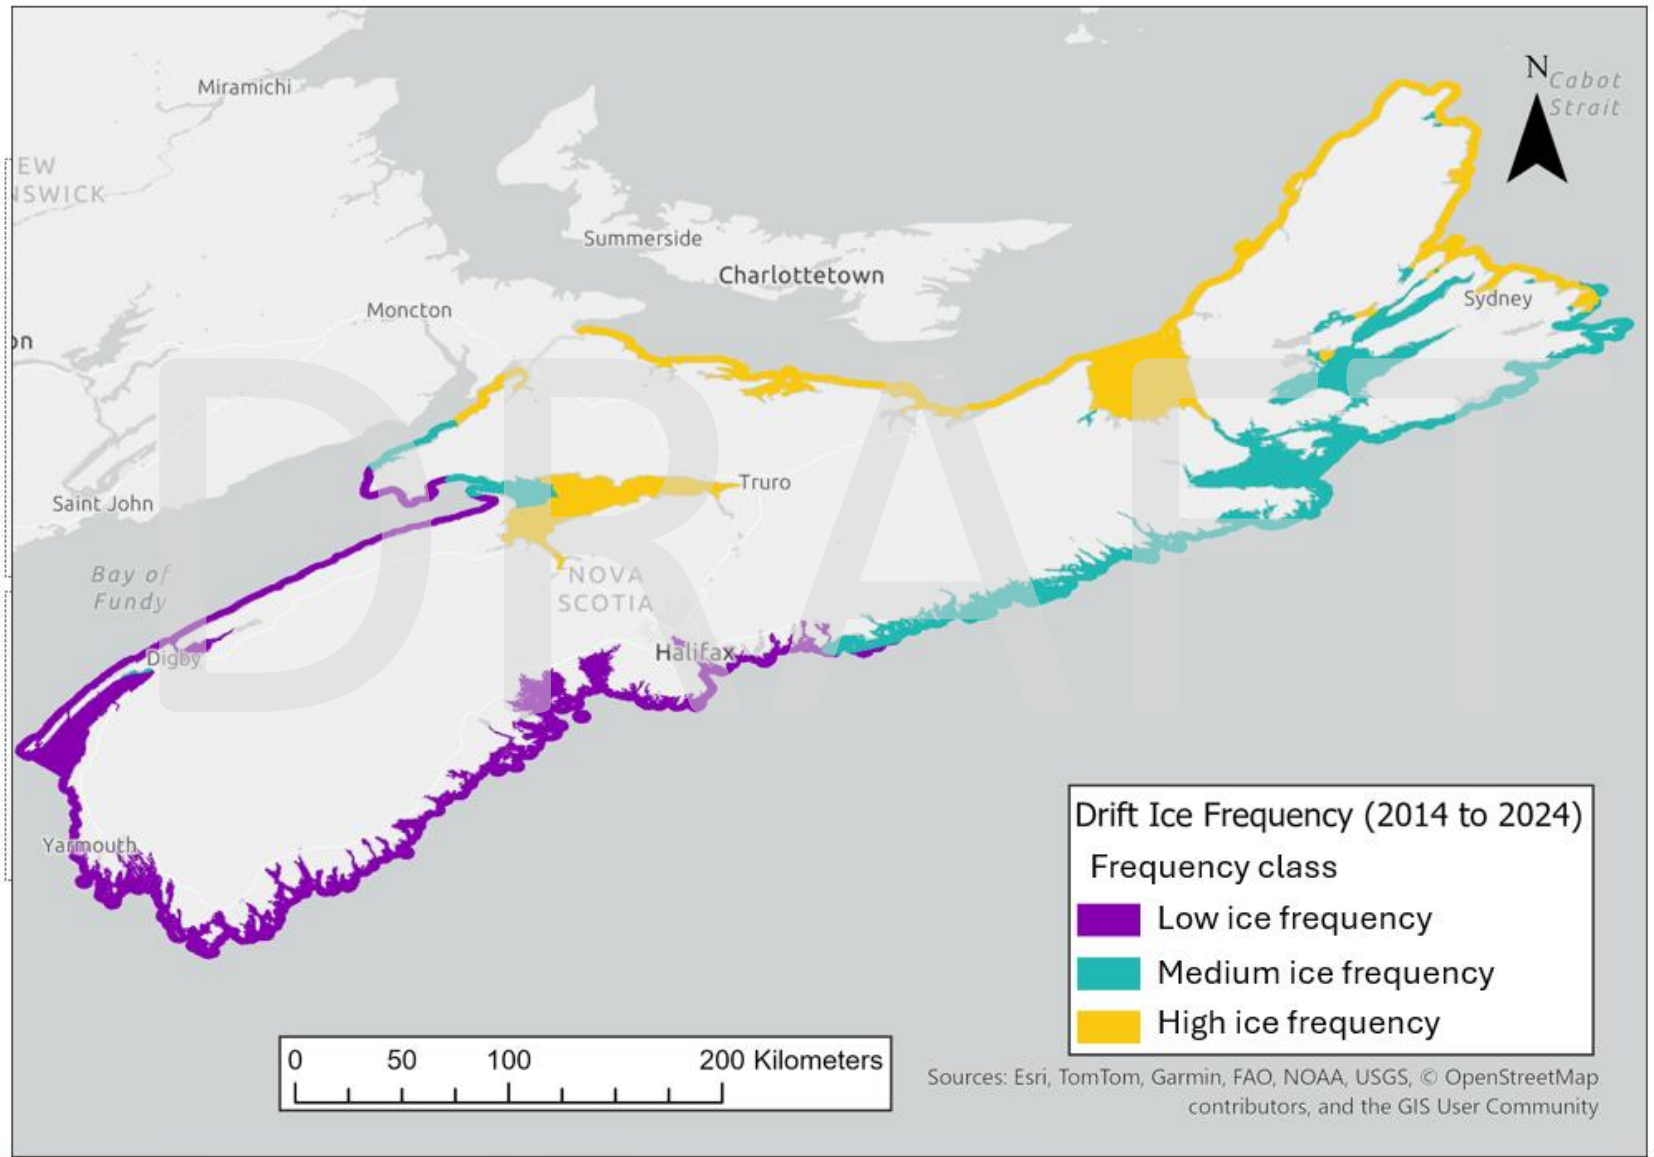 Miramichi
N
Cabot
Strait
EW
NSWICK
Summerside
Charlottetown
Moncton
Sydney
on
DRAFT
Truro
Saint John
Bay of
Fundy
NOVA
SCOTIA
Digby
Halifax
Yarmouth
Drift Ice Frequency (2014 to 2024)
Frequency class
Low ice frequency
Medium ice frequency
High ice frequency
0 50 100 200 Kilometers
Sources: Esri, TomTom, Garmin, FAO, NOAA, USGS, © OpenStreetMap
contributors, and the GIS User Community